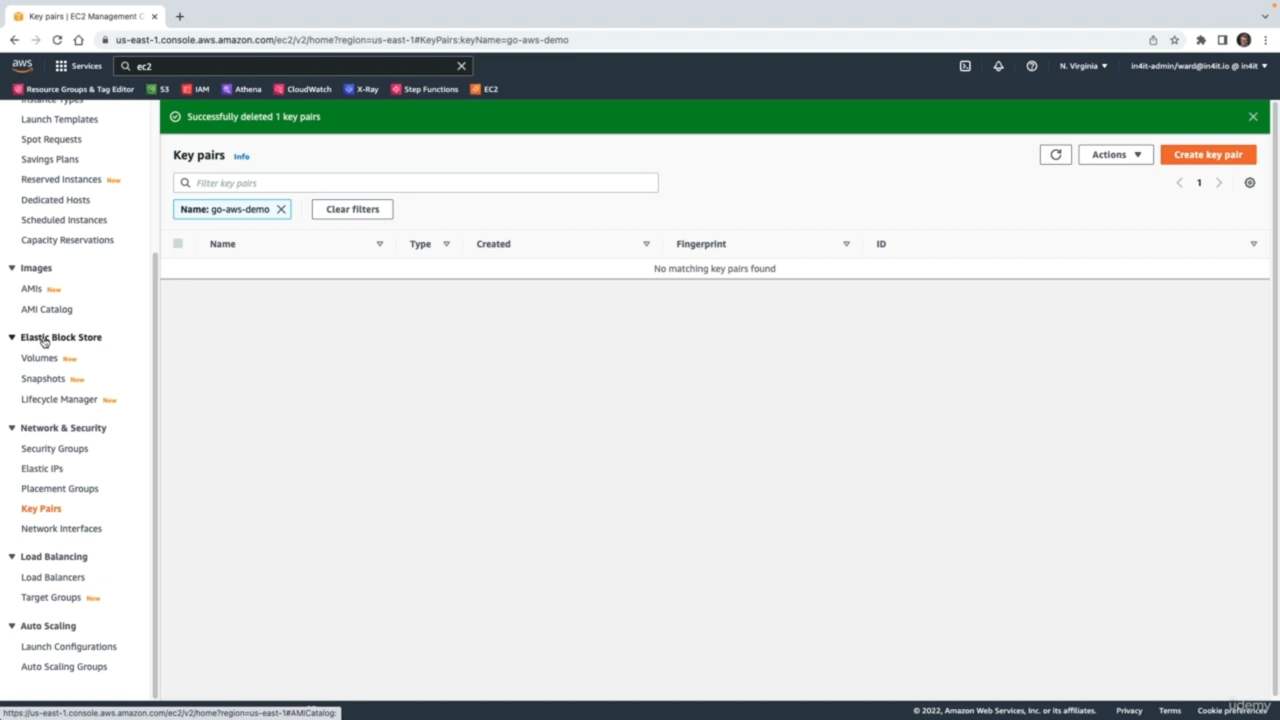 Key pairs | EC2 Management C
us-east-1.console.aws.amazon.com/ec2/v2/home?region=us-east-1#KeyPairs:keyName=go-aws-demo
aws Services ec2 N. Virginia in4it-admin/ward@in4it.io @ in4it
Resource Groups & Tag Editor S3 IAM Athena CloudWatch X-Ray Step Functions EC2
Instance Types
Launch Templates
Spot Requests
Savings Plans
Reserved Instances New
Dedicated Hosts
Scheduled Instances
Capacity Reservations
Images
AMIs New
AMI Catalog
Elastic Block Store
Volumes New
Snapshots New
Lifecycle Manager New
Network & Security
Security Groups
Elastic IPs
Placement Groups
Key Pairs
Network Interfaces
Load Balancing
Load Balancers
Target Groups New
Auto Scaling
Launch Configurations
Auto Scaling Groups
Successfully deleted 1 key pairs
Key pairs Info
Actions Create key pair
Filter key pairs
1
Name: go-aws-demo Clear filters
Name Type Created Fingerprint ID
No matching key pairs found
https://us-east-1.console.aws.amazon.com/ec2/v2/home?region=us-east-1#AMICatalog:
© 2022, Amazon Web Services, Inc. or its affiliates. Privacy Terms Cookie preferences
udemy